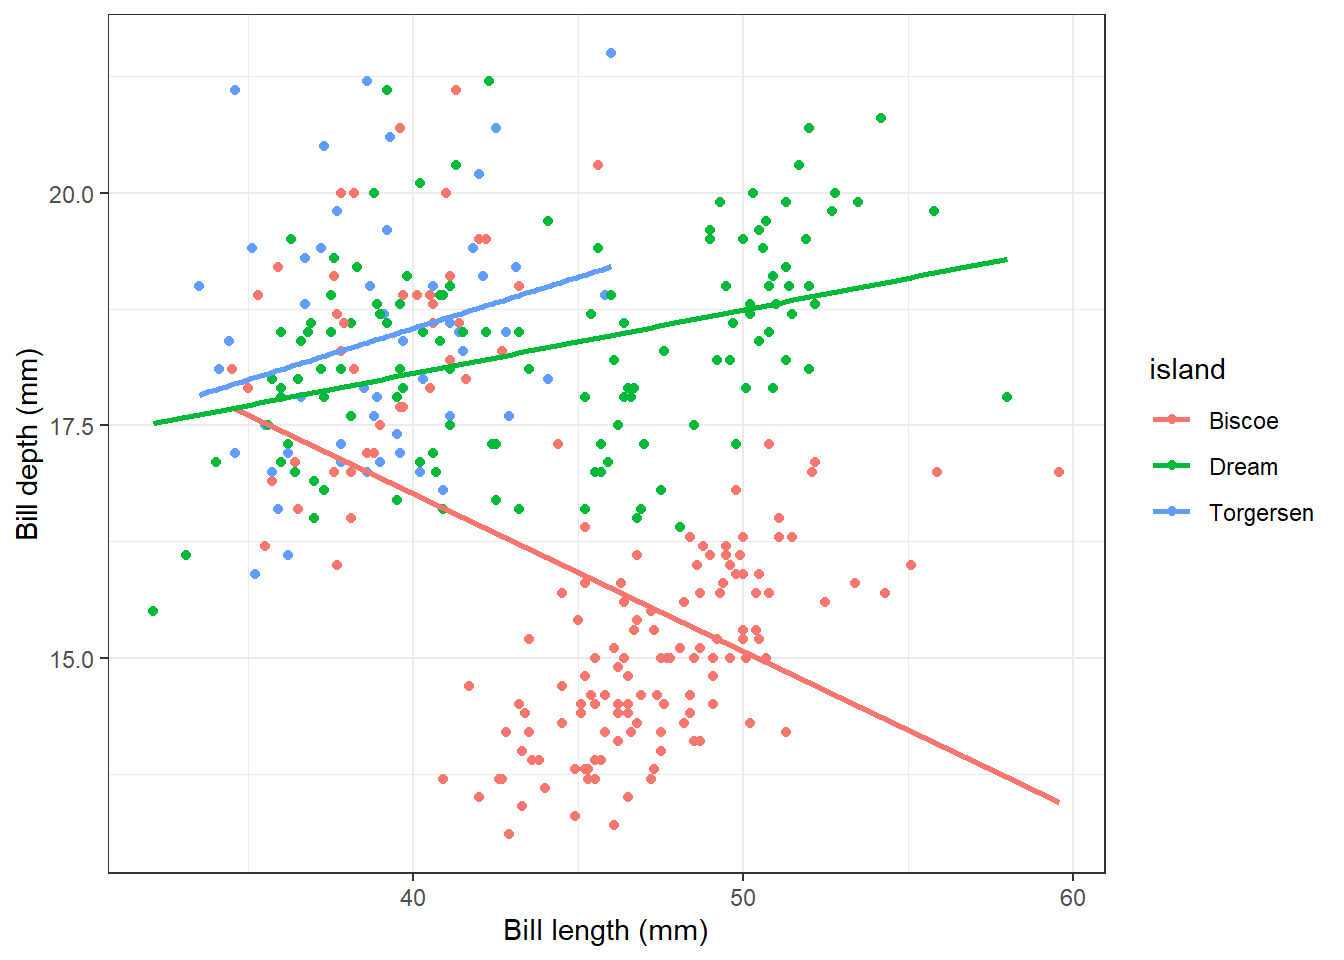 20.0
17.5
15.0
Bill depth (mm)
40 50 60
Bill length (mm)
island
Biscoe
Dream
Torgersen